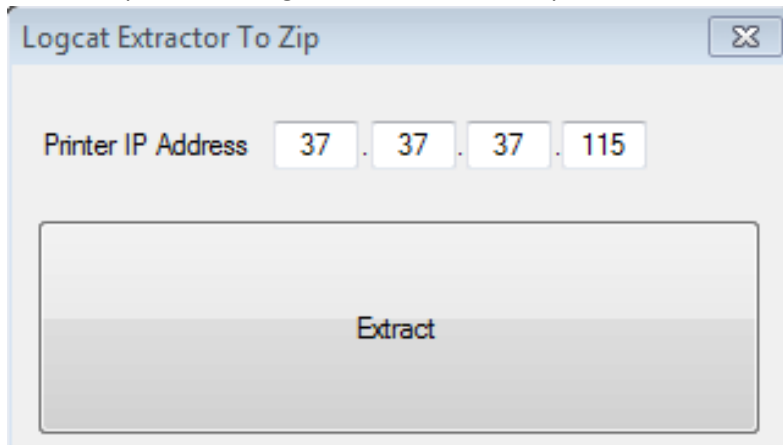 Logcat Extractor To Zip
Printer IP Address 37 . 37 . 37 . 115
Extract